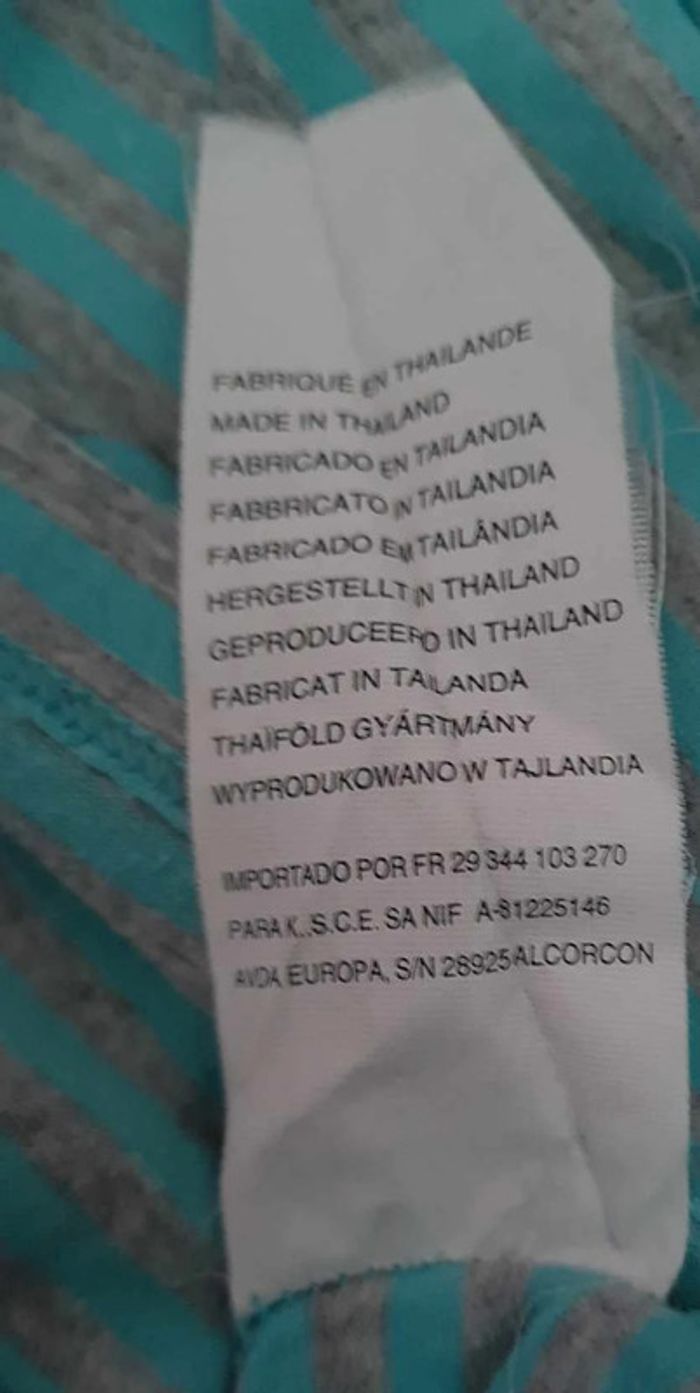 FABRIQUE EN THAILANDE
MADE IN THAILAND
FABRICADO EN TAILANDIA
FABBRICATO IN TAILANDIA
FABRICADO EM TAILÂNDIA
HERGESTELLT IN THAILAND
GEPRODUCEERD IN THAILAND
FABRICAT IN TAILANDA
THAIFÖLD GYÁRTMÁNY
WYPRODUKOWANO W TAJLANDIA
IMPORTADO POR FR 29 344 103 270
PARA K..S.C.E. SA NIF A-81225146
AVDA EUROPA, S/N 28925 ALCORCON